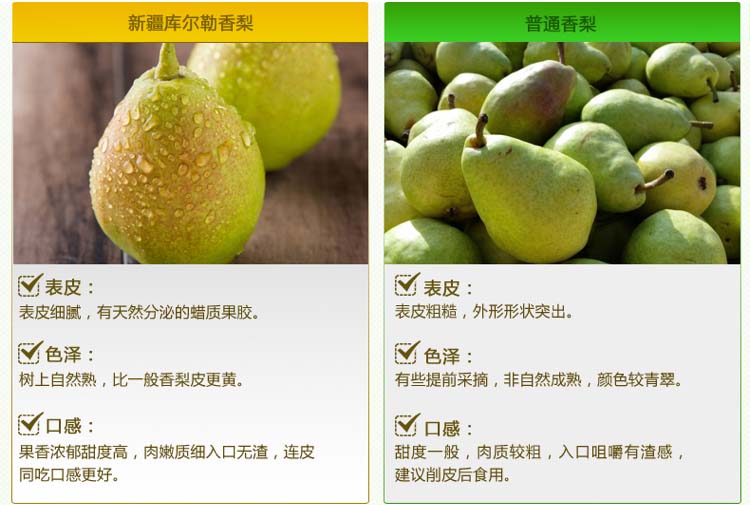 新疆库尔勒香梨
表皮：
表皮细腻，有天然分泌的蜡质果胶。
色泽：
树上自然熟，比一般香梨皮更黄。
口感：
果香浓郁甜度高，肉嫩质细入口无渣，连皮
同吃口感更好。
普通香梨
表皮：
表皮粗糙，外形形状突出。
色泽：
有些提前采摘，非自然成熟，颜色较青翠。
口感：
甜度一般，肉质较粗，入口咀嚼有渣感，
建议削皮后食用。